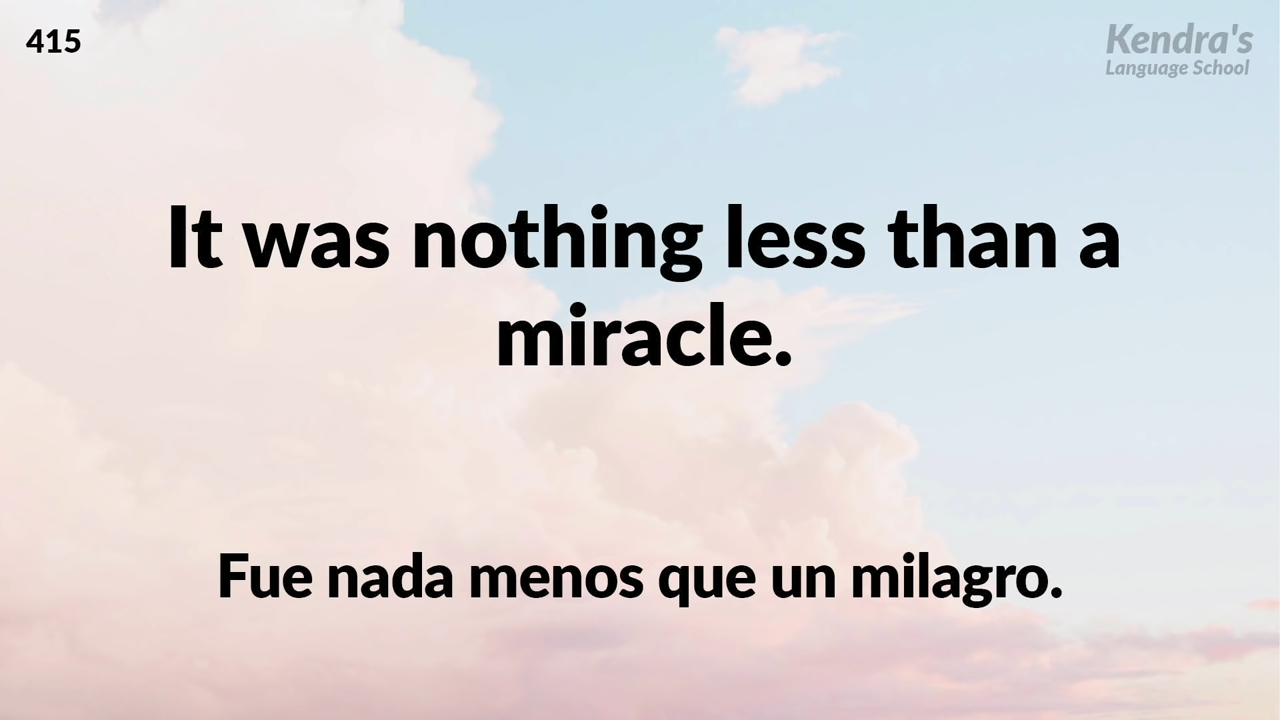 415
Kendra's
Language School
It was nothing less than a
miracle.
Fue nada menos que un milagro.